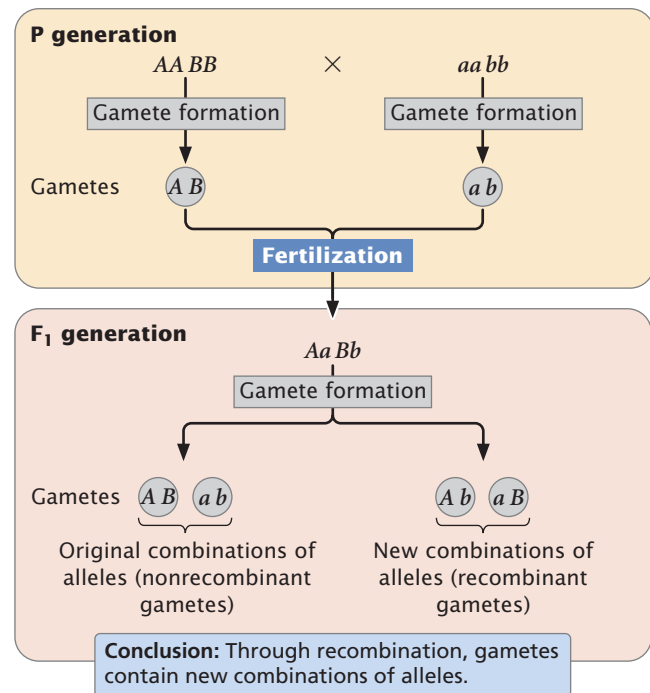 P generation
AA BB × aa bb
Gamete formation Gamete formation
Gametes A B a b
Fertilization
F1 generation
Aa Bb
Gamete formation
Gametes A B a b A b a B
Original combinations of
alleles (nonrecombinant
gametes)
New combinations of
alleles (recombinant
gametes)
Conclusion: Through recombination, gametes
contain new combinations of alleles.